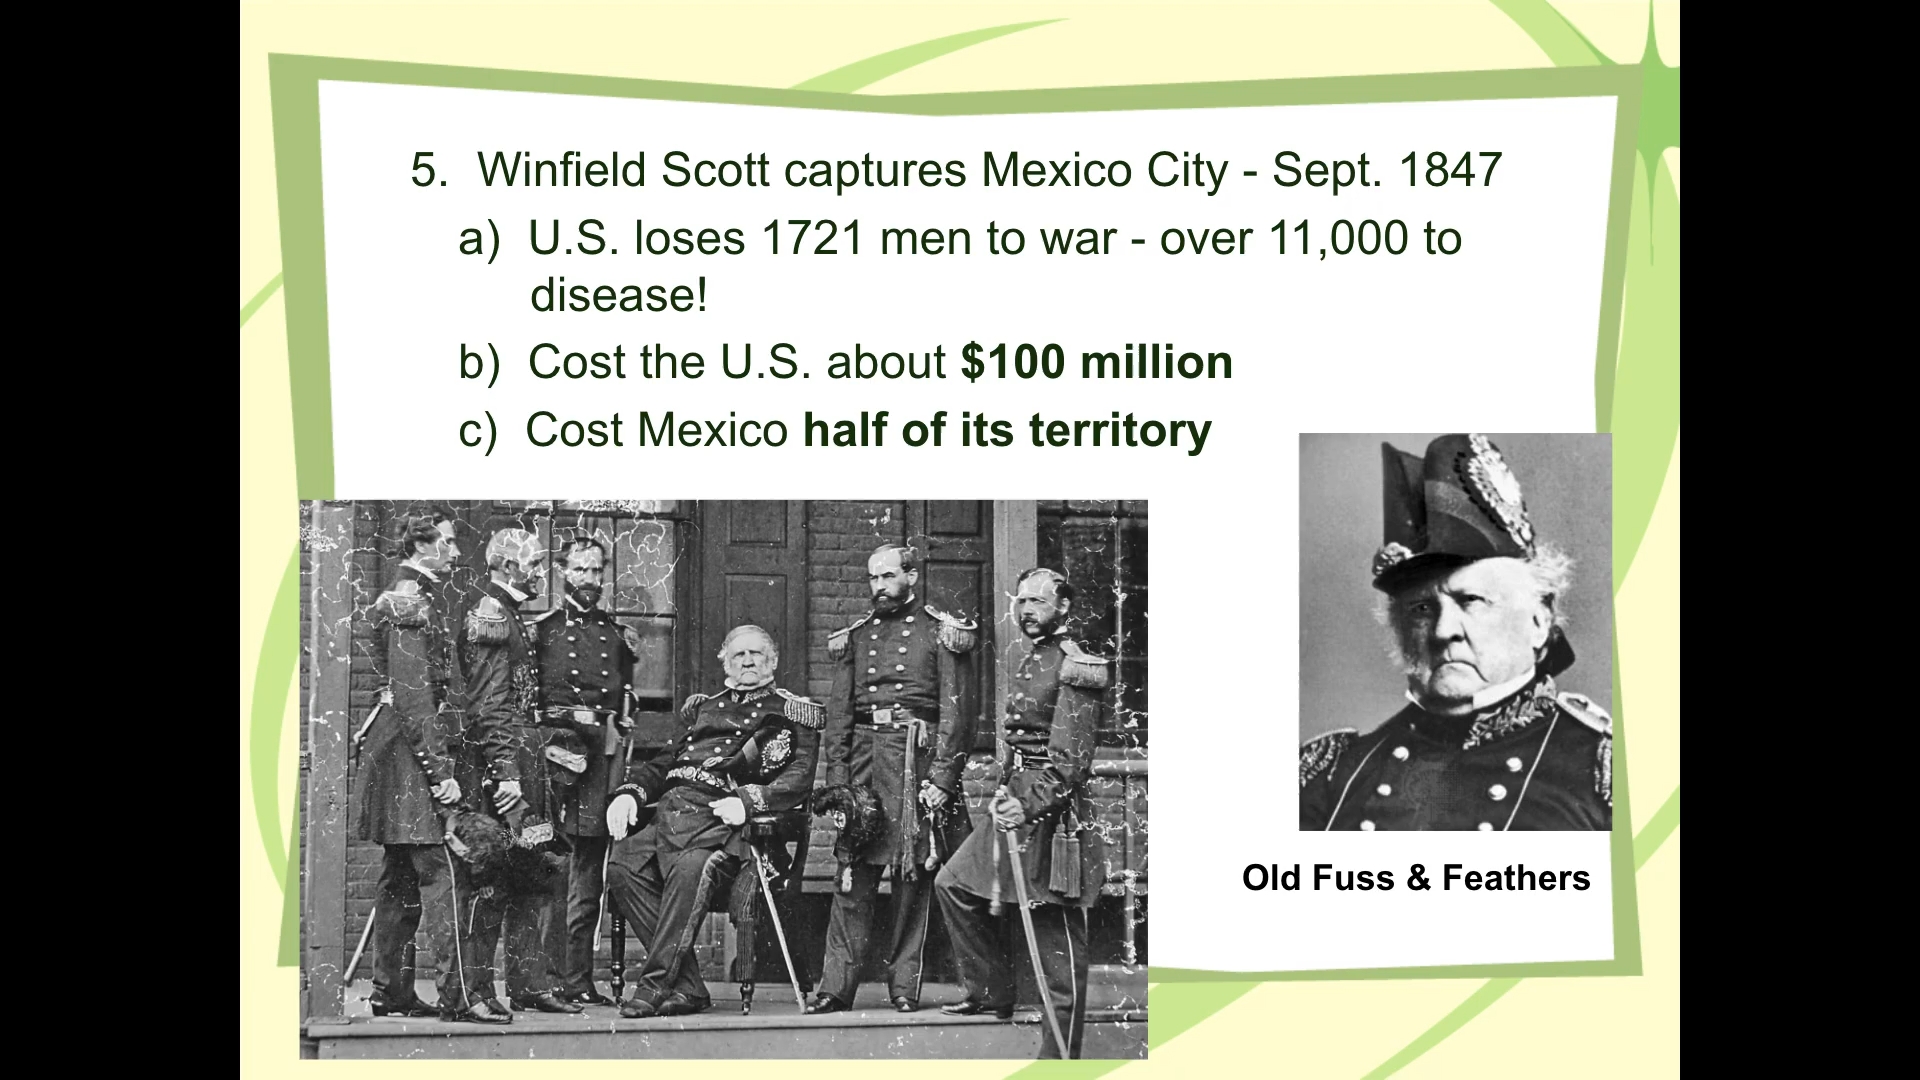 5. Winfield Scott captures Mexico City - Sept. 1847
a) U.S. loses 1721 men to war - over 11,000 to
disease!
b) Cost the U.S. about $100 million
c) Cost Mexico half of its territory
Old Fuss & Feathers